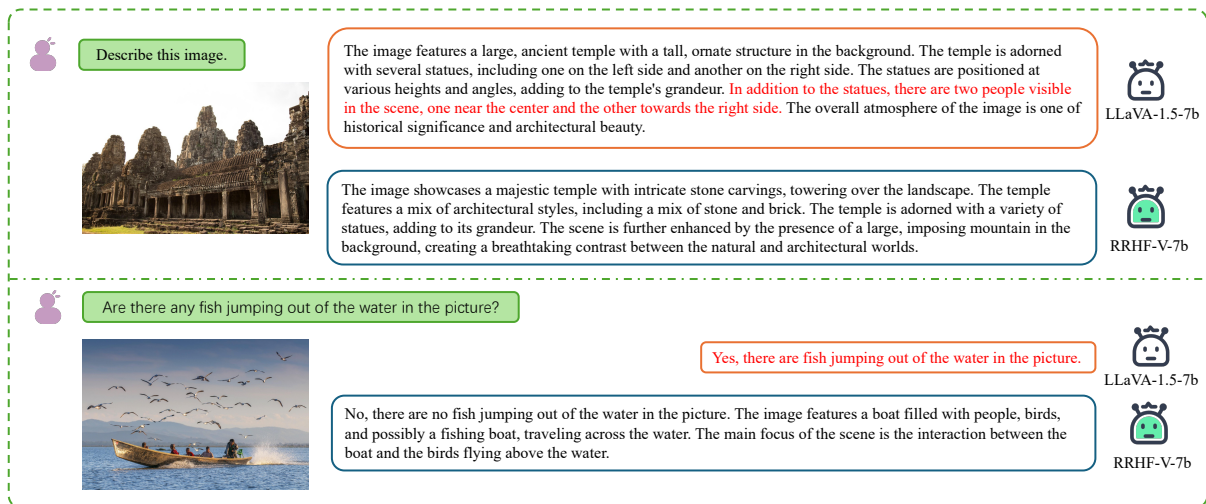 Describe this image.
The image features a large, ancient temple with a tall, ornate structure in the background. The temple is adorned
with several statues, including one on the left side and another on the right side. The statues are positioned at
various heights and angles, adding to the temple's grandeur. In addition to the statues, there are two people visible
in the scene, one near the center and the other towards the right side. The overall atmosphere of the image is one of
historical significance and architectural beauty.
LLaVA-1.5-7b
The image showcases a majestic temple with intricate stone carvings, towering over the landscape. The temple
features a mix of architectural styles, including a mix of stone and brick. The temple is adorned with a variety of
statues, adding to its grandeur. The scene is further enhanced by the presence of a large, imposing mountain in the
background, creating a breathtaking contrast between the natural and architectural worlds.
RRHF-V-7b
Are there any fish jumping out of the water in the picture?
Yes, there are fish jumping out of the water in the picture.
LLaVA-1.5-7b
No, there are no fish jumping out of the water in the picture. The image features a boat filled with people, birds,
and possibly a fishing boat, traveling across the water. The main focus of the scene is the interaction between the
boat and the birds flying above the water.
RRHF-V-7b